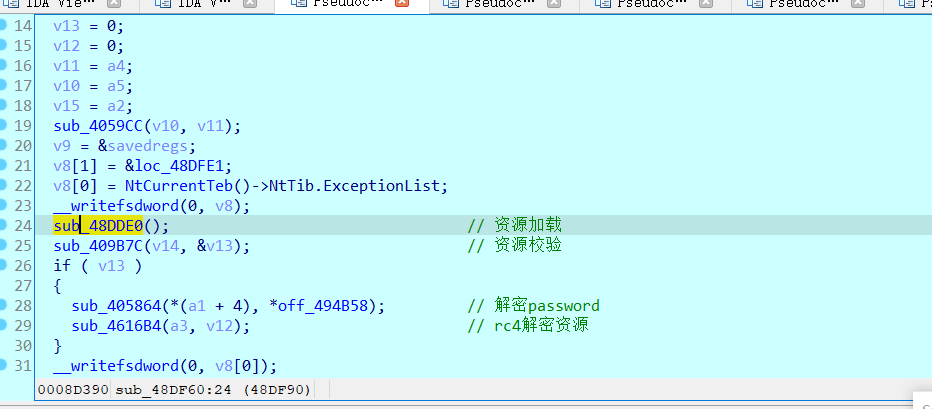 IDA Vie…
IDA V…
Pseudoc…
Pseudoc…
Pseudoc…
Pseudoc…
14 v13 = 0;
15 v12 = 0;
16 v11 = a4;
17 v10 = a5;
18 v15 = a2;
19 sub_4059CC(v10, v11);
20 v9 = &savedregs;
21 v8[1] = &loc_48DFE1;
22 v8[0] = NtCurrentTeb()->NtTib.ExceptionList;
23 __writefsdword(0, v8);
24 sub_48DDE0(); // 资源加载
25 sub_409B7C(v14, &v13); // 资源校验
26 if ( v13 )
27 {
28 sub_405864(*(a1 + 4), *off_494B58); // 解密password
29 sub_4616B4(a3, v12); // rc4解密资源
30 }
31 __writefsdword(0, v8[0]);
0008D390 sub_48DF60:24 (48DF90)